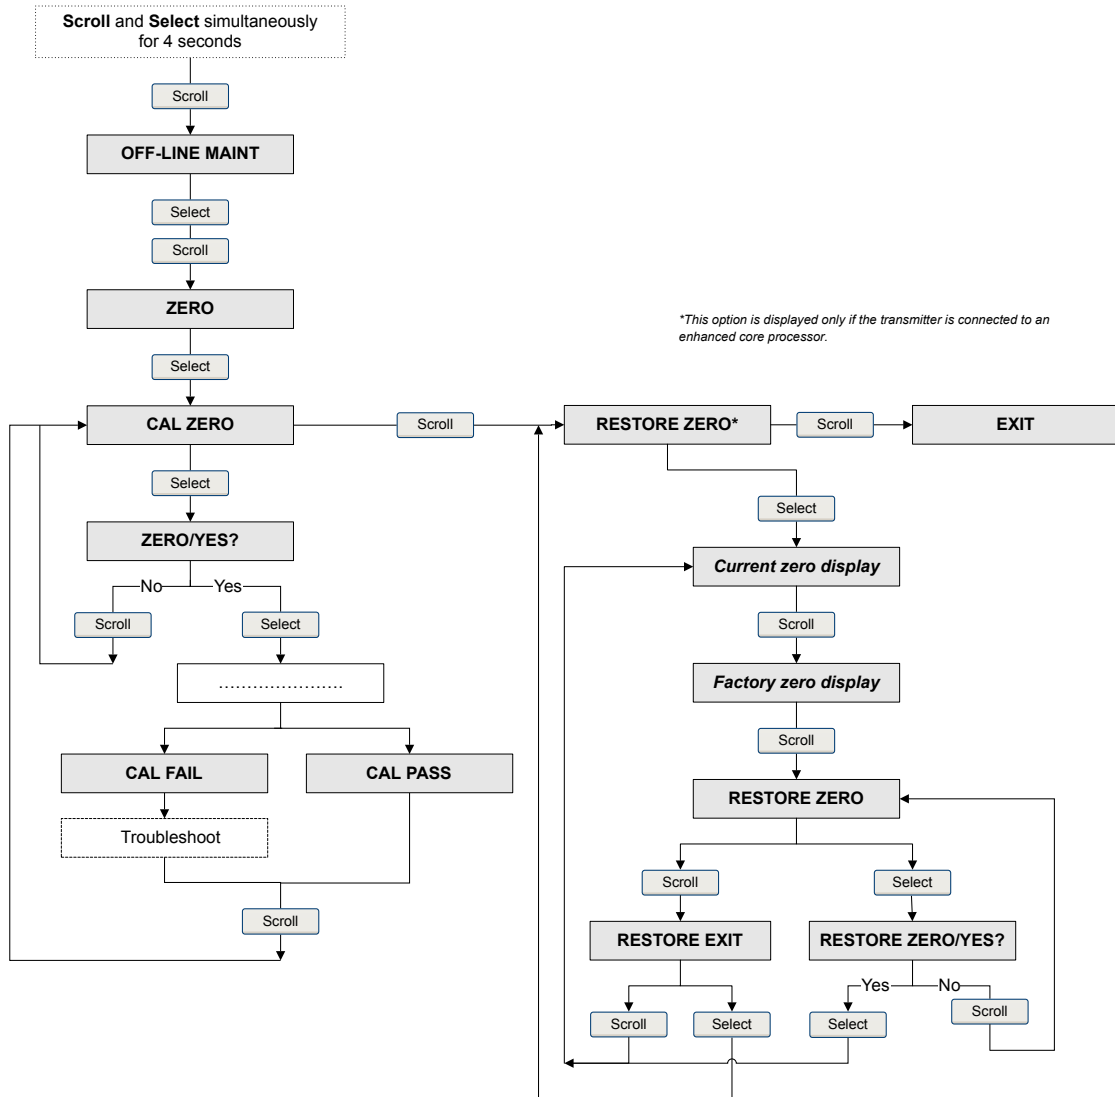 Scroll and Select simultaneously
for 4 seconds
Scroll
OFF-LINE MAINT
Select
Scroll
ZERO
*This option is displayed only if the transmitter is connected to an
enhanced core processor.
Select
CAL ZERO
Scroll
RESTORE ZERO*
Scroll
EXIT
Select
Select
ZERO/YES?
Current zero display
No
Yes
Scroll
Select
Scroll
Factory zero display
......................
Scroll
CAL FAIL
CAL PASS
RESTORE ZERO
Troubleshoot
Scroll
Select
Scroll
RESTORE EXIT
RESTORE ZERO/YES?
Yes
No
Scroll
Select
Select
Scroll